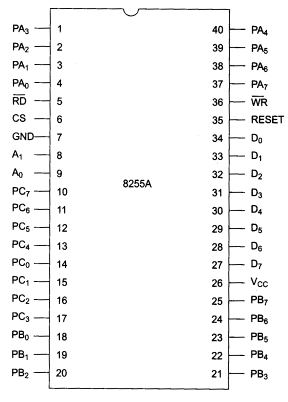 PA₃ 1 40 PA₄
PA₂ 2 39 PA₅
PA₁ 3 38 PA₆
PA₀ 4 37 PA₇
R̅D̅ 5 36 W̅R̅
CS 6 35 RESET
GND 7 34 D₀
A₁ 8 33 D₁
A₀ 9 32 D₂
8255A
PC₇ 10 31 D₃
PC₆ 11 30 D₄
PC₅ 12 29 D₅
PC₄ 13 28 D₆
PC₀ 14 27 D₇
PC₁ 15 26 V_CC
PC₂ 16 25 PB₇
PC₃ 17 24 PB₆
PB₀ 18 23 PB₅
PB₁ 19 22 PB₄
PB₂ 20 21 PB₃